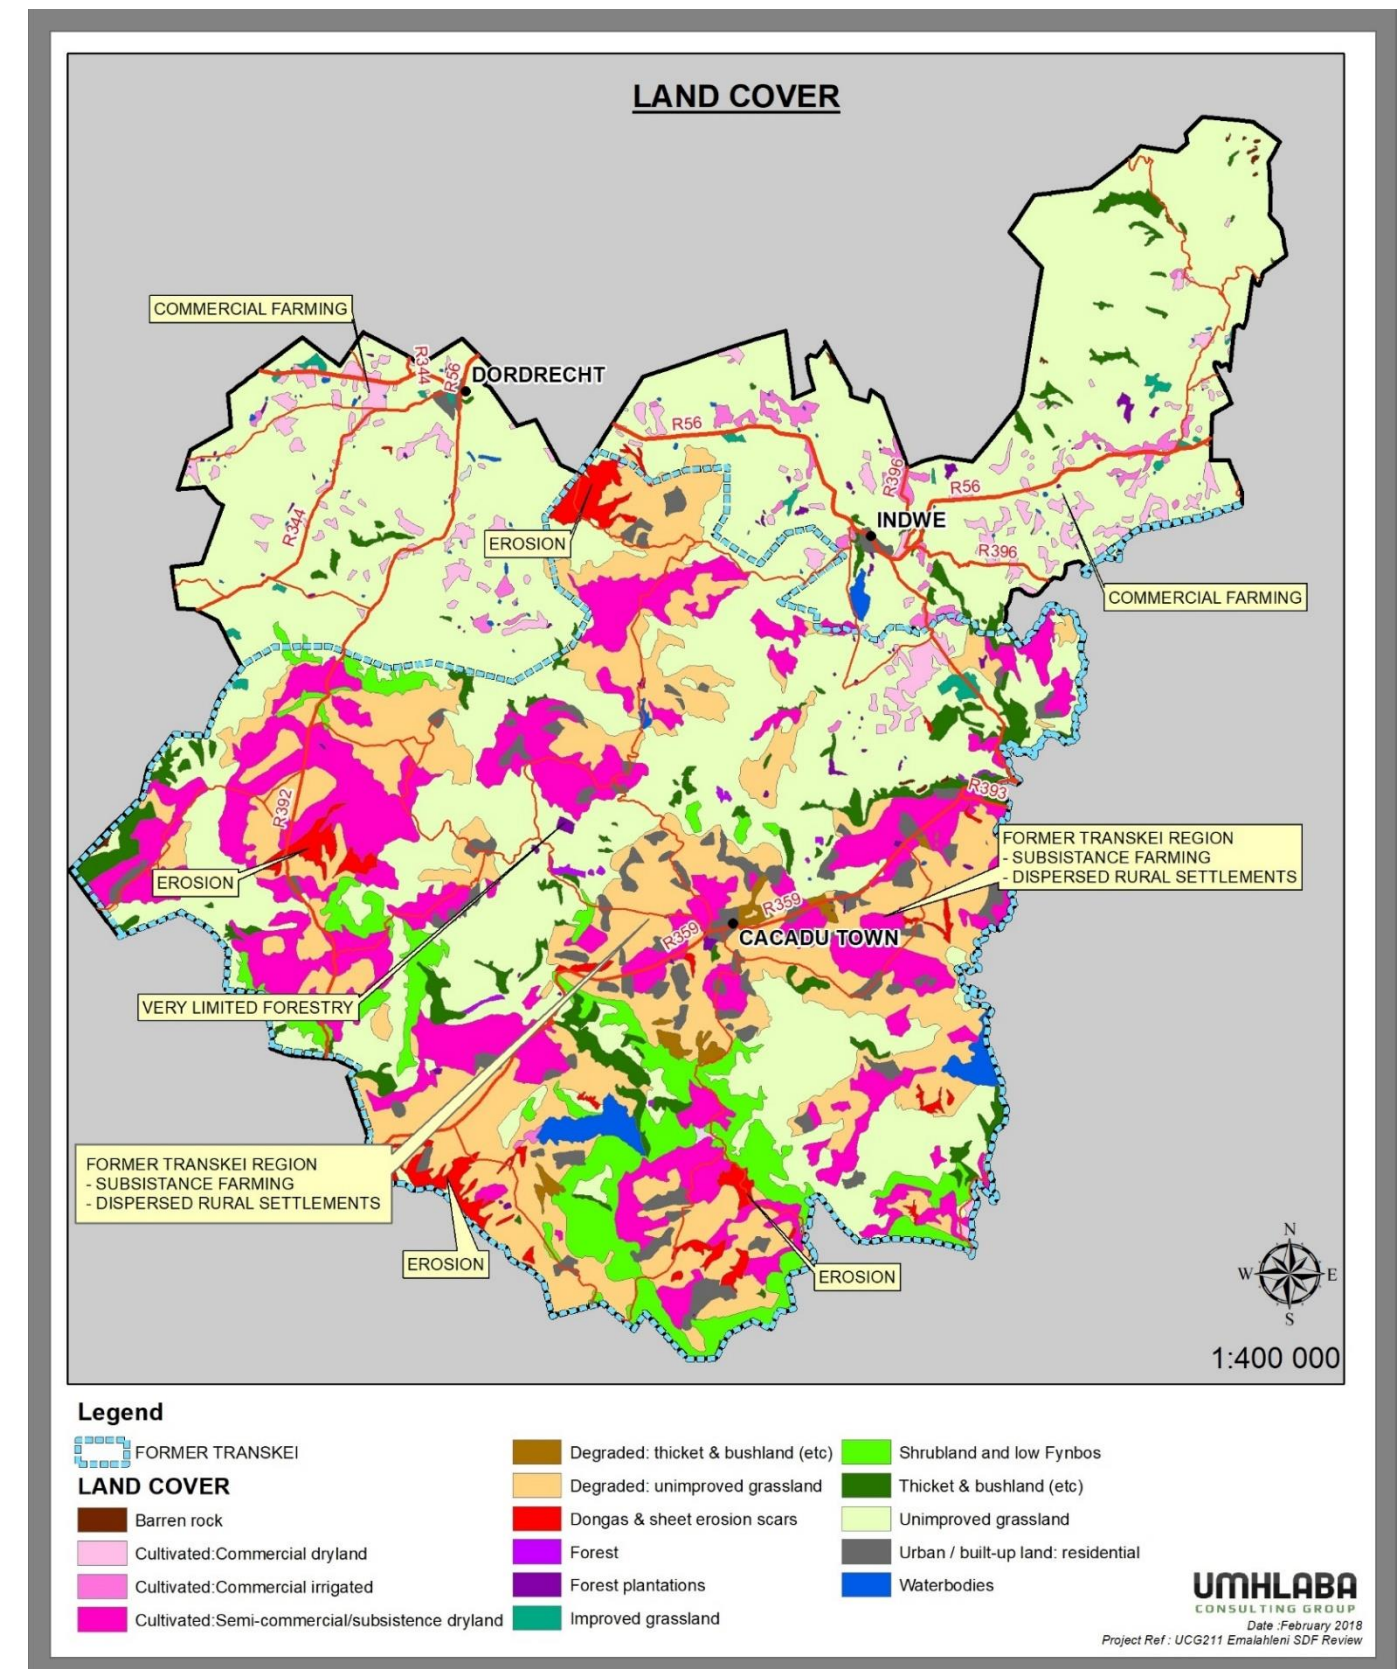 LAND COVER
COMMERCIAL FARMING
R344
R56
DORDRECHT
R56
R396
R56
INDWE
R344
EROSION
R396
COMMERCIAL FARMING
R392
R393
FORMER TRANSKEI REGION
- SUBSISTANCE FARMING
- DISPERSED RURAL SETTLEMENTS
EROSION
R359
R359
CACADU TOWN
VERY LIMITED FORESTRY
FORMER TRANSKEI REGION
- SUBSISTANCE FARMING
- DISPERSED RURAL SETTLEMENTS
EROSION
EROSION
N
W
E
S
1:400 000
Legend
FORMER TRANSKEI
LAND COVER
Barren rock
Cultivated:Commercial dryland
Cultivated:Commercial irrigated
Cultivated:Semi-commercial/subsistence dryland
Degraded: thicket & bushland (etc)
Degraded: unimproved grassland
Dongas & sheet erosion scars
Forest
Forest plantations
Improved grassland
Shrubland and low Fynbos
Thicket & bushland (etc)
Unimproved grassland
Urban / built-up land: residential
Waterbodies
UMHLABA
CONSULTING GROUP
Date :February 2018
Project Ref : UCG211 Emalahleni SDF Review